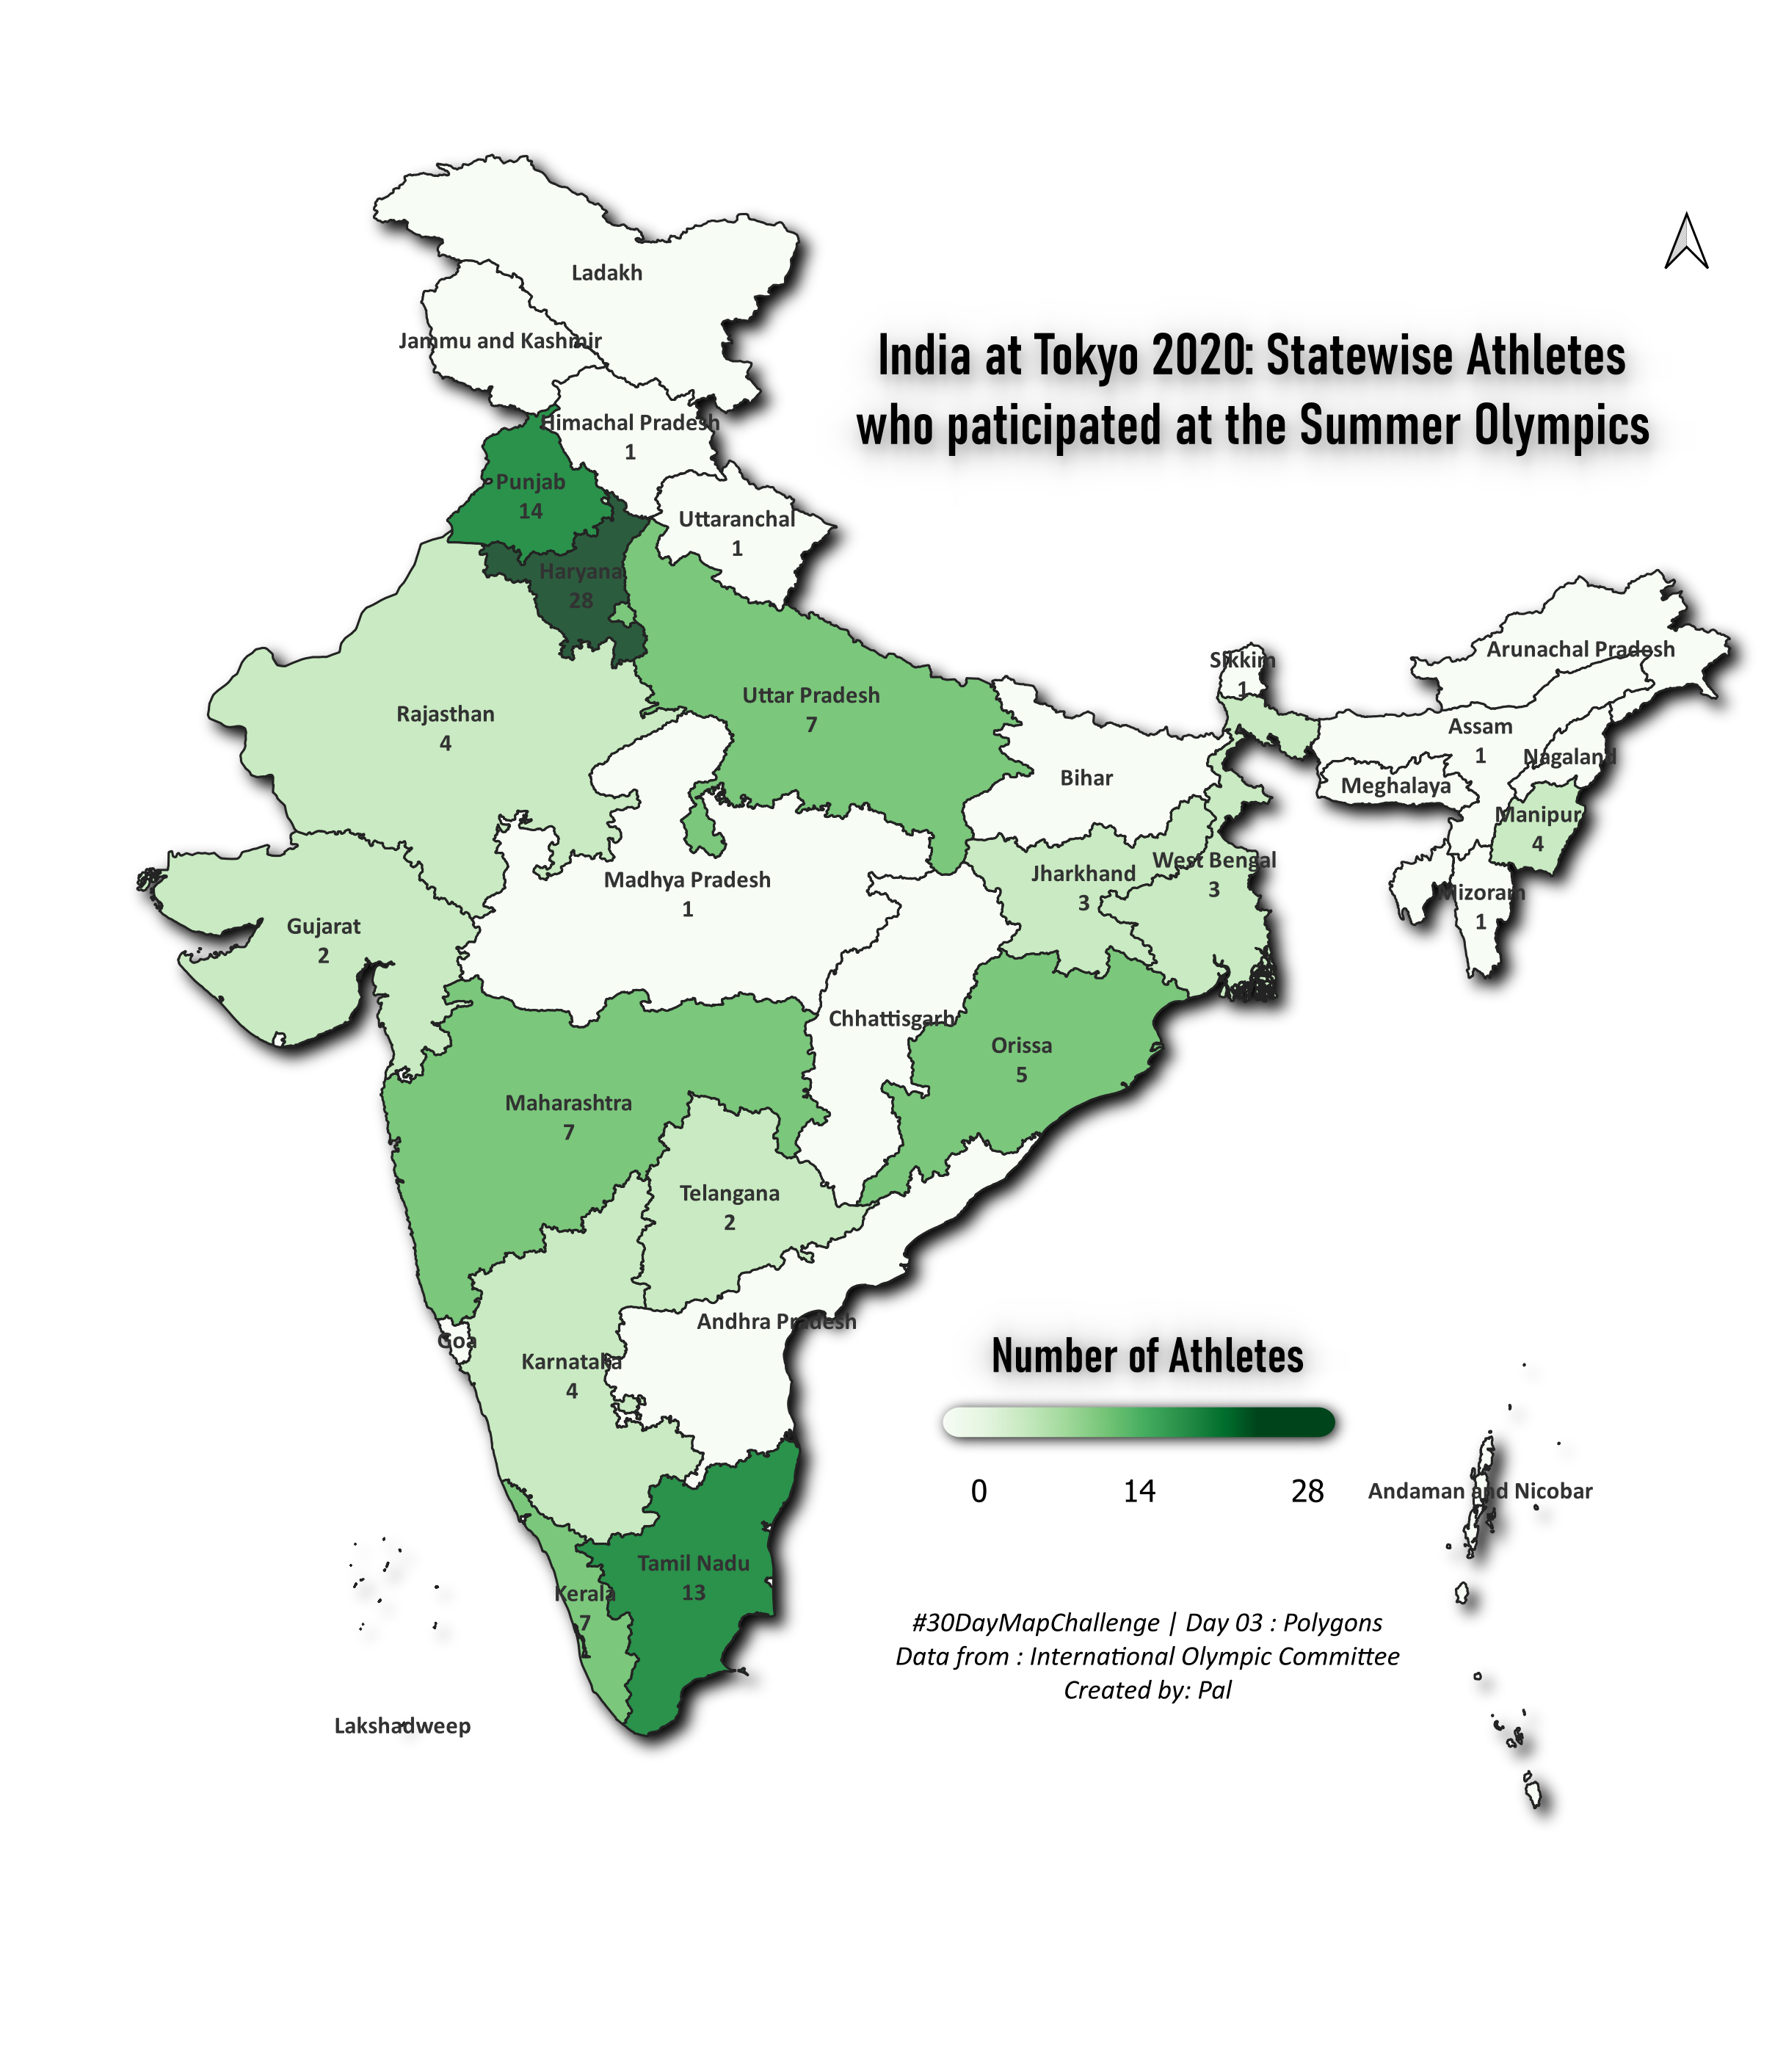 Ladakh
Jammu and Kashmir
India at Tokyo 2020: Statewise Athletes
who paticipated at the Summer Olympics
Himachal Pradesh
1
Punjab
14
Uttaranchal
1
Haryana
28
Arunachal Pradesh
Sikkim
1
Uttar Pradesh
7
Rajasthan
4
Assam
1
Nagaland
Bihar
Meghalaya
Manipur
4
West Bengal
3
Jharkhand
3
Madhya Pradesh
1
Mizoram
1
Gujarat
2
Chhattisgarh
Orissa
5
Maharashtra
7
Telangana
2
Andhra Pradesh
Goa
Karnataka
4
Number of Athletes
0 14 28
Andaman and Nicobar
Tamil Nadu
13
Kerala
7
#30DayMapChallenge | Day 03 : Polygons
Data from : International Olympic Committee
Created by: Pal
Lakshadweep